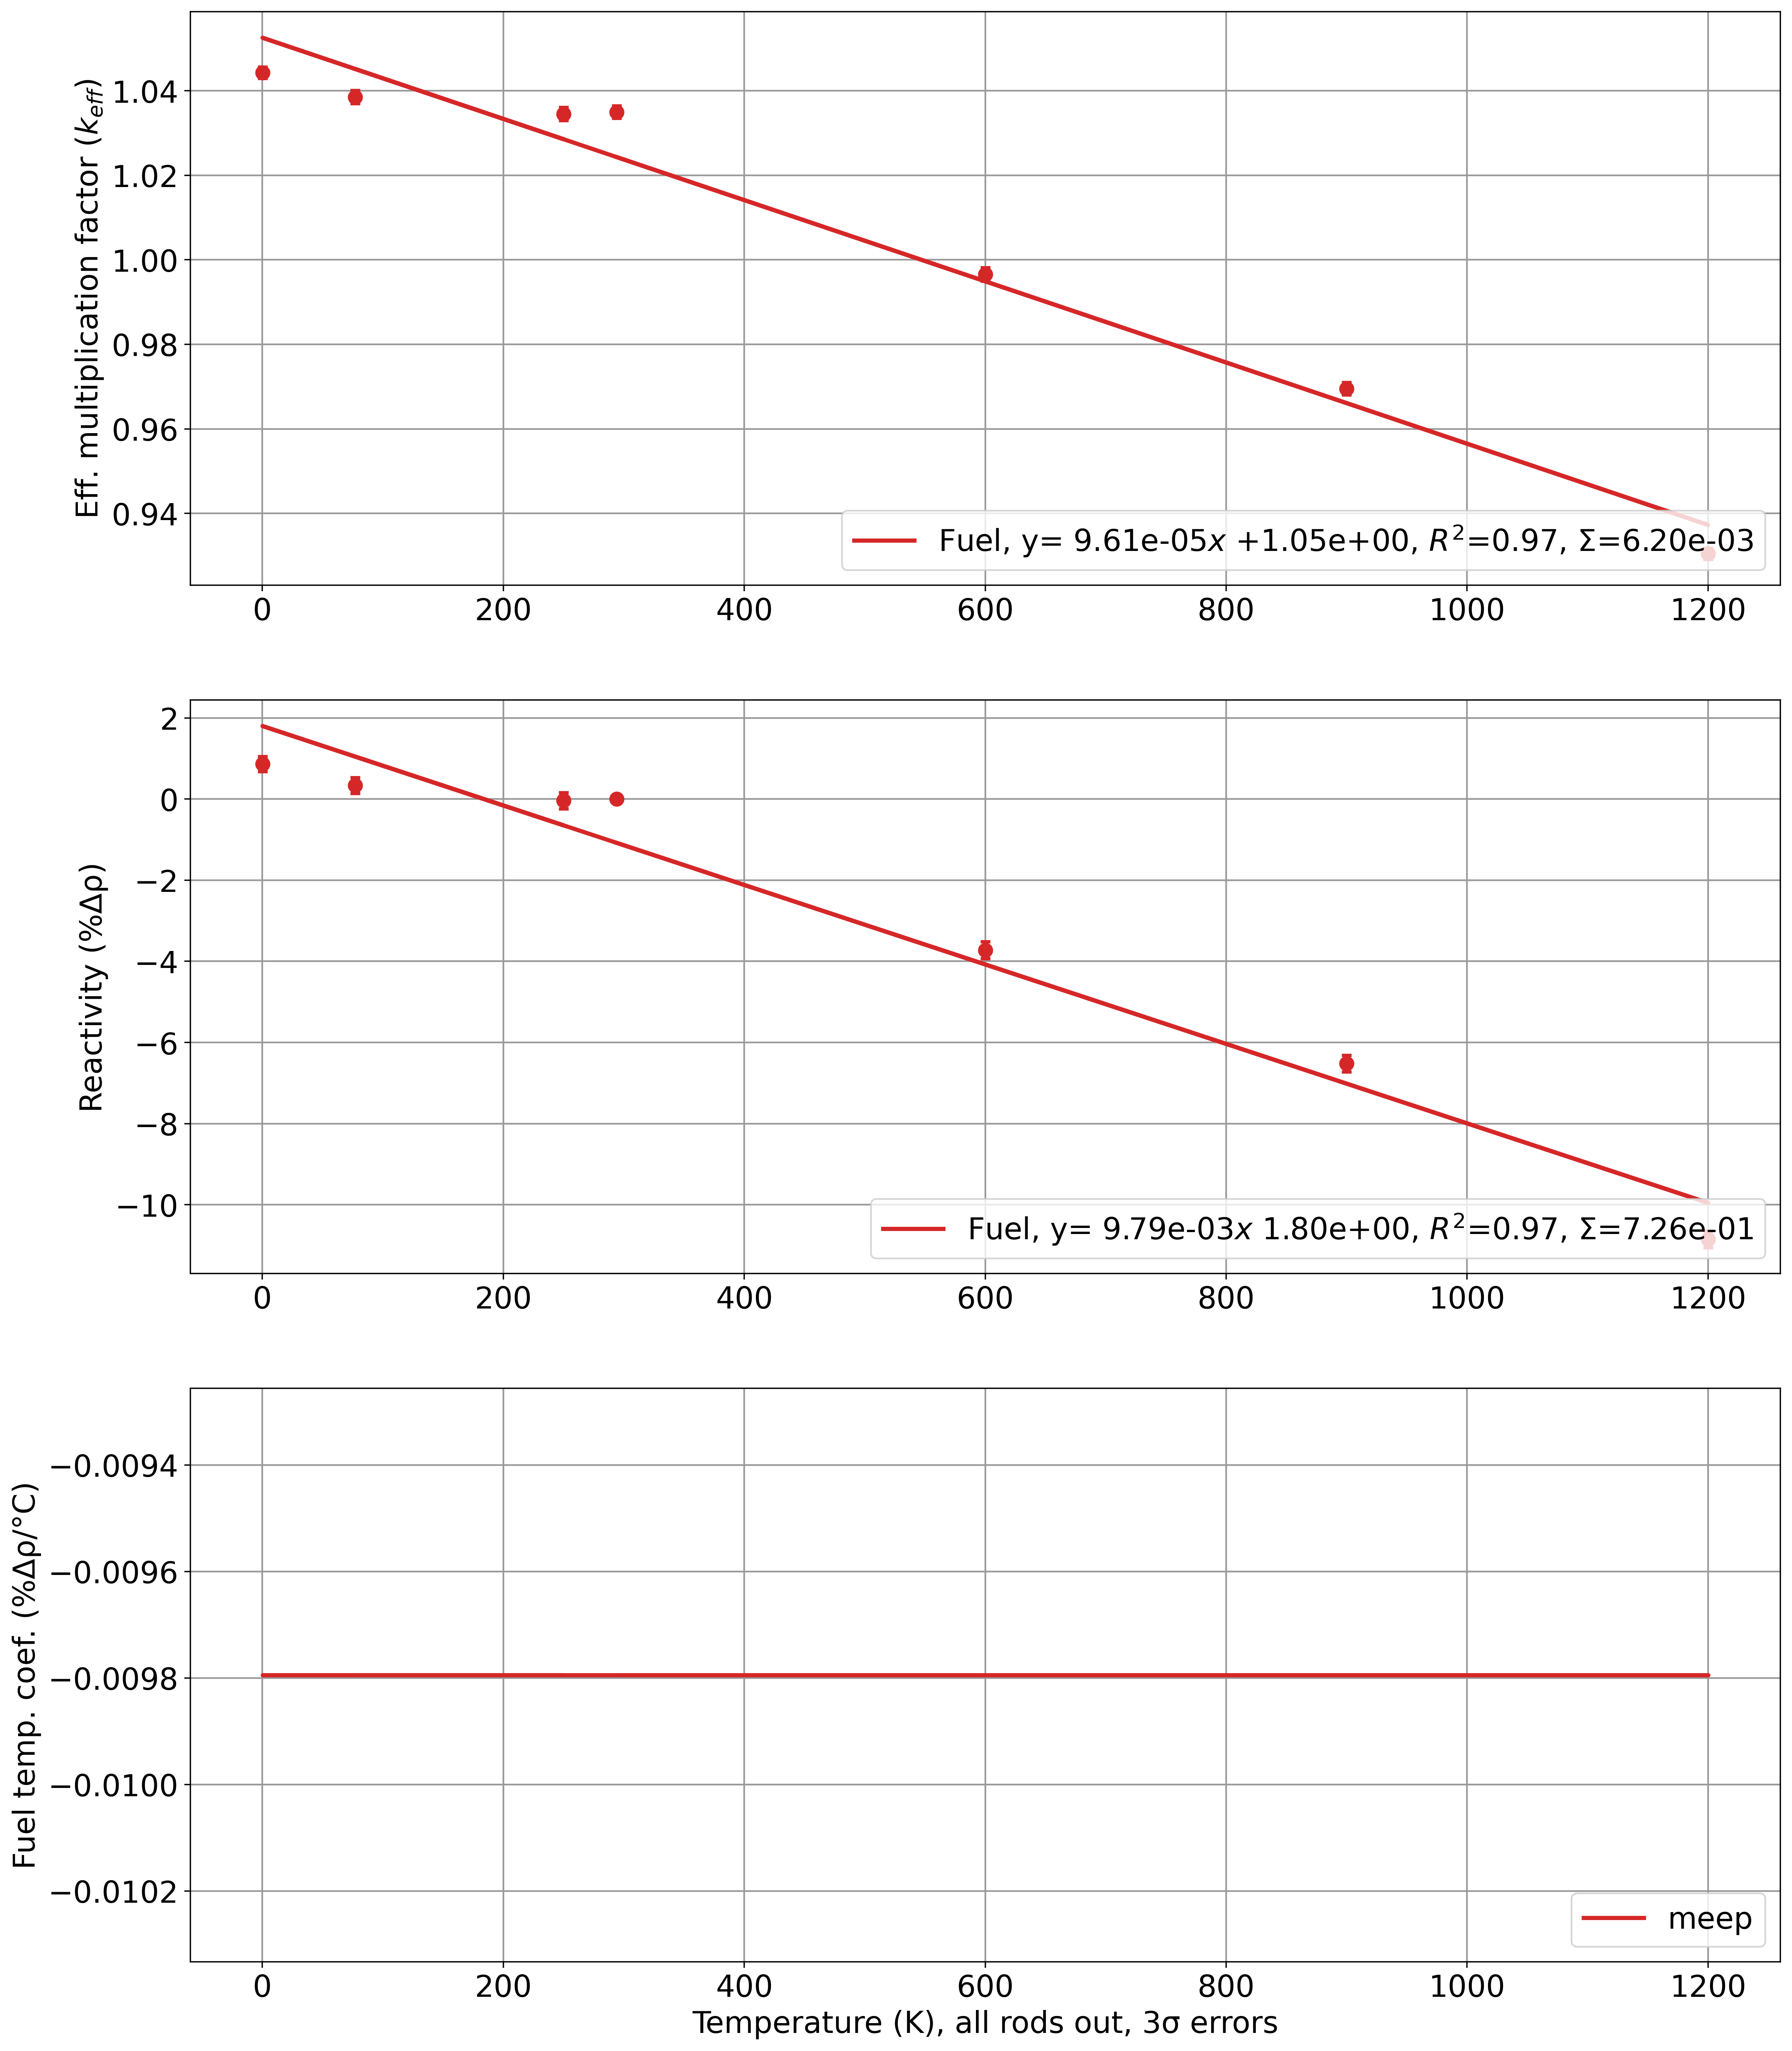 Eff. multiplication factor (k_eff)
1.04
1.02
1.00
0.98
0.96
0.94
Fuel, y= 9.61e-05x +1.05e+00, R²=0.97, Σ=6.20e-03
0 200 400 600 800 1000 1200
Reactivity (%Δρ)
2
0
−2
−4
−6
−8
−10
Fuel, y= 9.79e-03x 1.80e+00, R²=0.97, Σ=7.26e-01
0 200 400 600 800 1000 1200
Fuel temp. coef. (%Δρ/°C)
−0.0094
−0.0096
−0.0098
−0.0100
−0.0102
meep
0 200 400 600 800 1000 1200
Temperature (K), all rods out, 3σ errors